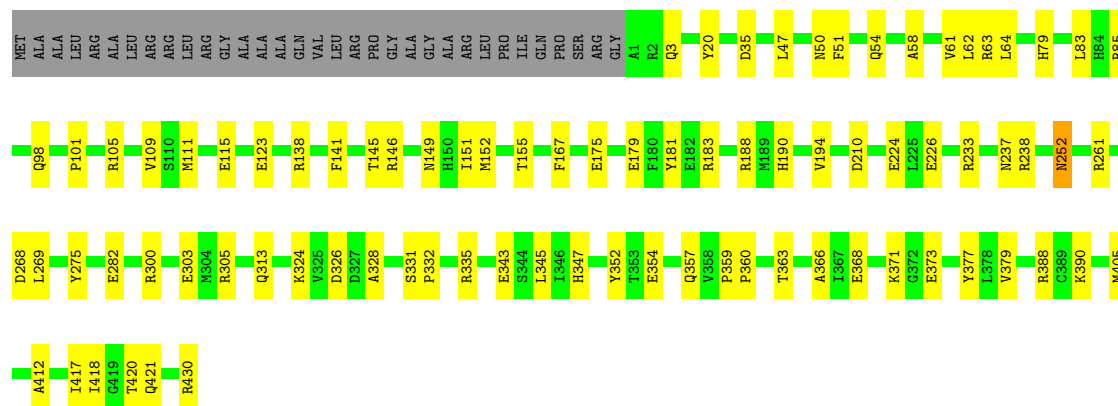 MET ALA ALA LEU ARG ALA LEU ARG ARG LEU ARG GLY ALA ALA ALA GLN VAL LEU ARG PRO GLY ALA GLY ALA ARG LEU PRO ILE GLN PRO SER ARG GLY A1 R2 Q3 Y20 D35 L47 N50 F51 Q54 A58 V61 L62 R63 L64 H79 L83 H84 R85
Q98 P101 R105 V109 S110 M111 E115 E123 R138 F141 T145 R146 N149 H150 I151 M152 T155 F167 E175 E179 F180 Y181 E182 R183 R188 M189 H190 V194 D210 E224 L225 E226 R233 N237 R238 N252 R261
D268 L269 Y275 E282 R300 E303 M304 R305 Q313 K324 V325 D326 D327 A328 S331 P332 R335 E343 S344 L345 I346 H347 Y352 T353 E354 Q357 V358 P359 P360 T363 A366 I367 E368 K371 G372 E373 Y377 L378 V379 R388 C389 K390 M405
A412 I417 I418 G419 T420 Q421 R430